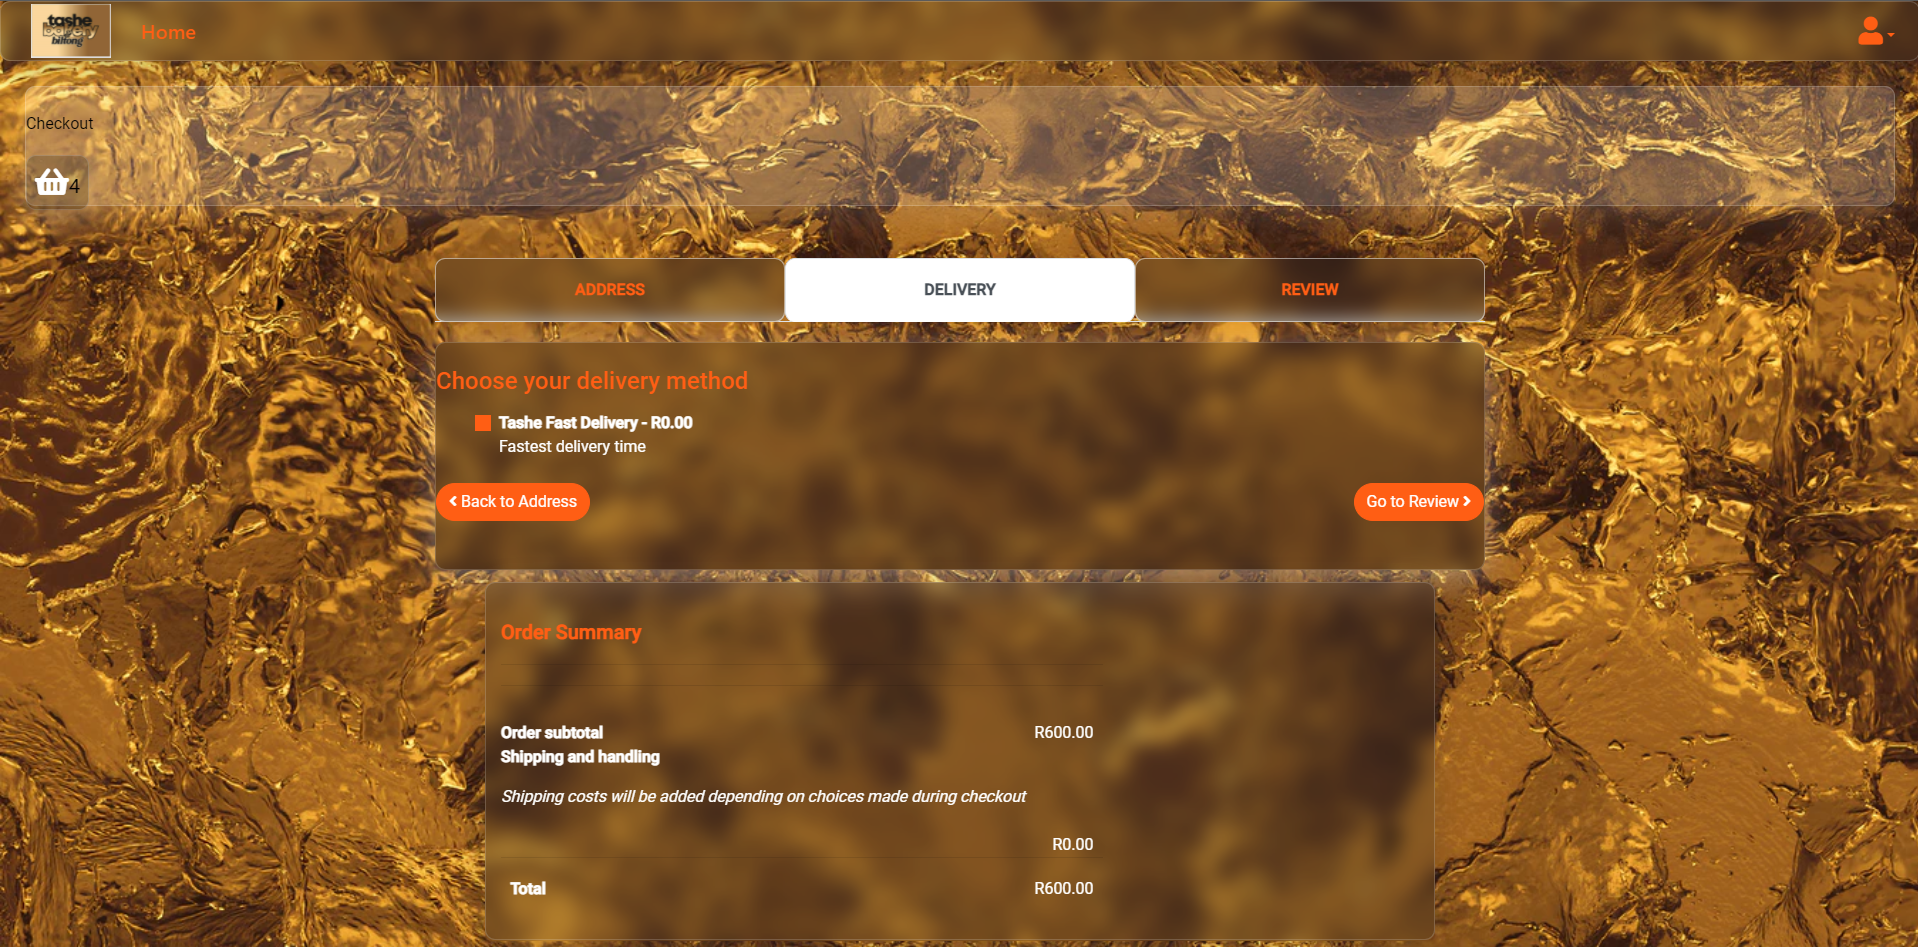 tashe
bakery
biltong
Home
Checkout
4
ADDRESS
DELIVERY
REVIEW
Choose your delivery method
Tashe Fast Delivery - R0.00
Fastest delivery time
Back to Address
Go to Review
Order Summary
Order subtotal R600.00
Shipping and handling
Shipping costs will be added depending on choices made during checkout
R0.00
Total R600.00